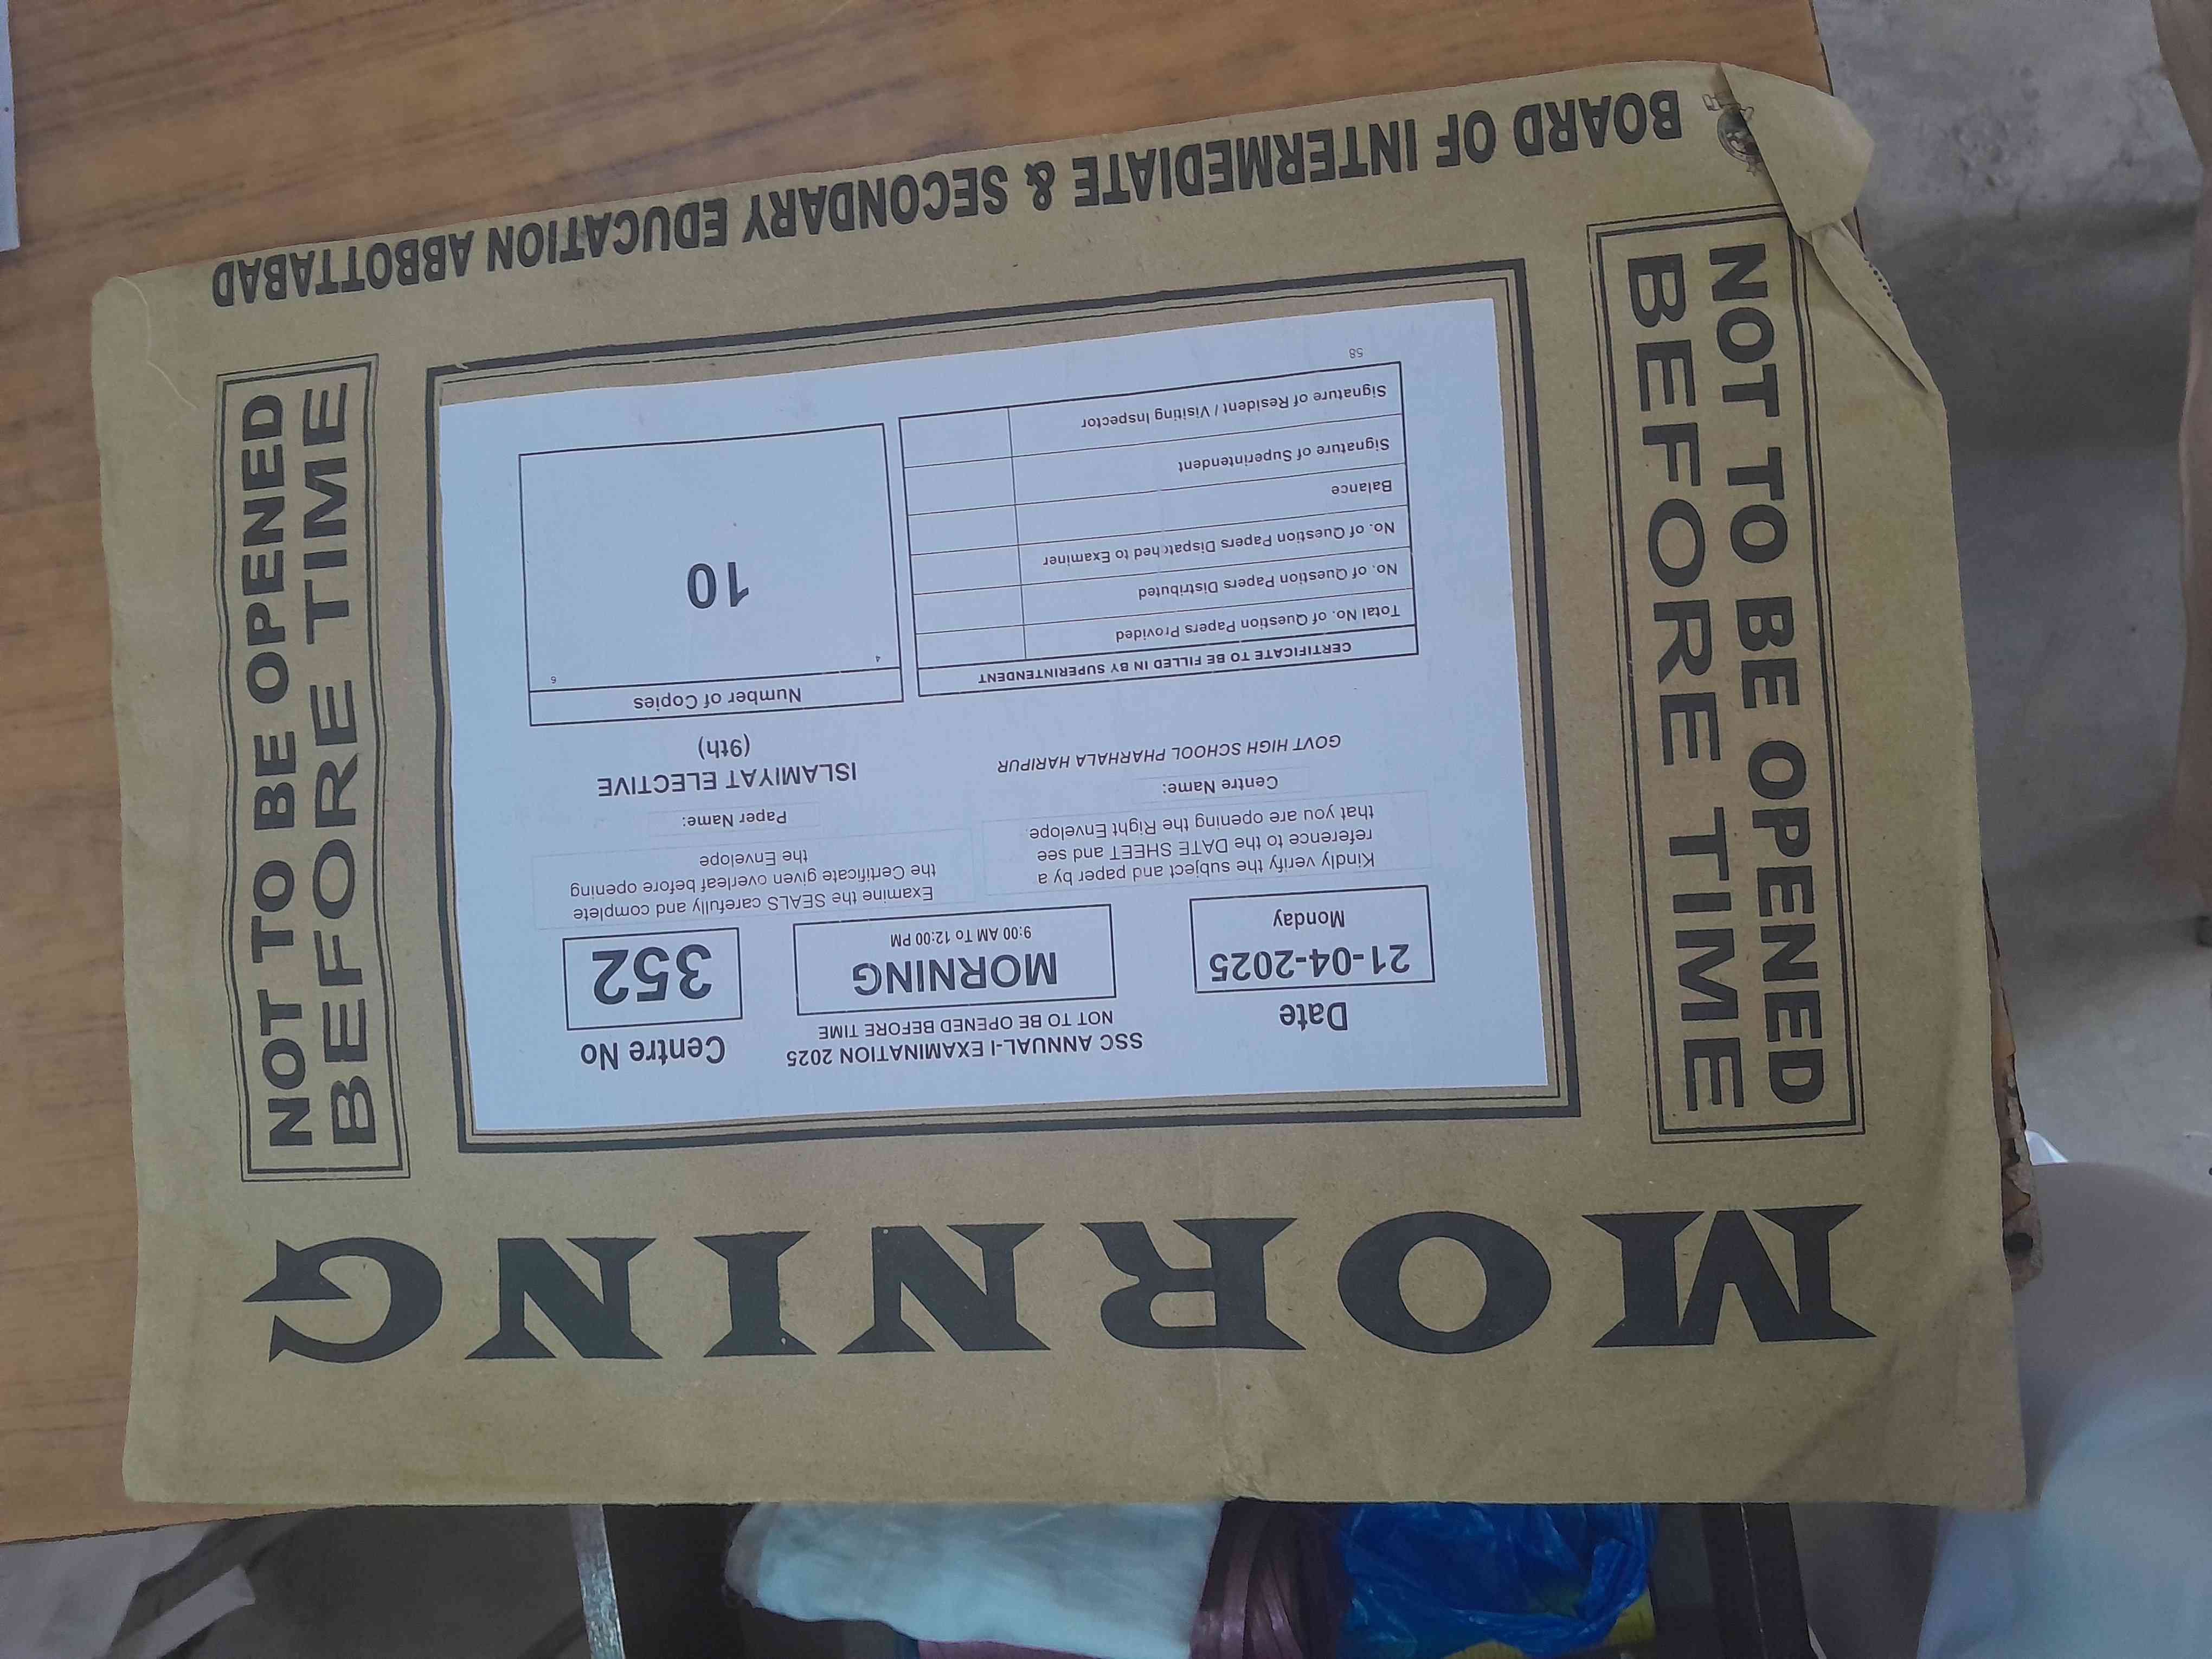 MORNING
NOT TO BE OPENED
BEFORE TIME
Date
21-04-2025
Monday
SSC ANNUAL-I EXAMINATION 2025
NOT TO BE OPENED BEFORE TIME
MORNING
9:00 AM To 12:00 PM
Centre No
352
Kindly verify the subject and paper by a
reference to the DATE SHEET and see
that you are opening the Right Envelope.
Examine the SEALS carefully and complete
the Certificate given overleaf before opening
the Envelope
Centre Name:
GOVT HIGH SCHOOL PHARHALA HARIPUR
Paper Name:
ISLAMIYAT ELECTIVE
(9th)
CERTIFICATE TO BE FILLED IN BY SUPERINTENDENT
Total No. of Question Papers Provided
No. of Question Papers Distributed
No. of Question Papers Dispatched to Examiner
Balance
Signature of Superintendent
Signature of Resident / Visiting Inspector
58
Number of Copies
4
6
10
NOT TO BE OPENED
BEFORE TIME
BOARD OF INTERMEDIATE & SECONDARY EDUCATION ABBOTTABAD